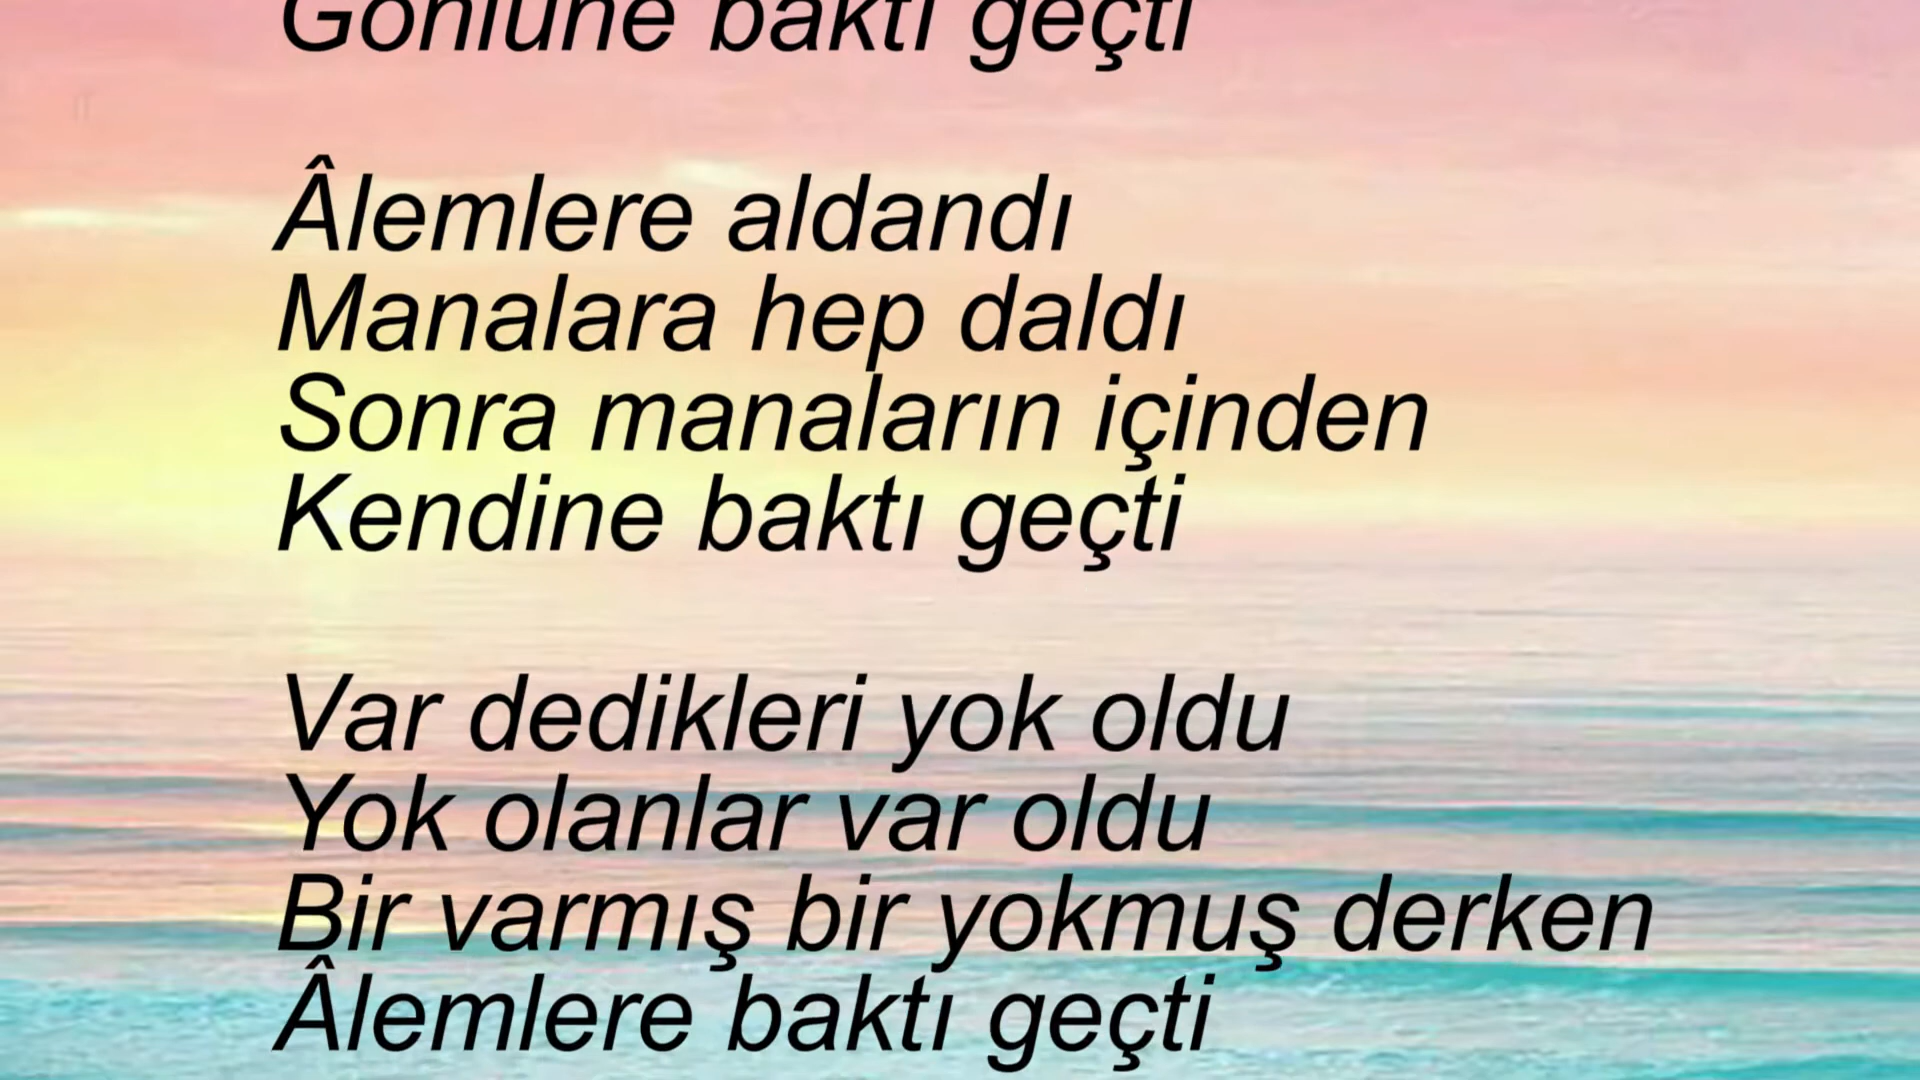 Gönlüne baktı geçti
Âlemlere aldandı
Manalara hep daldı
Sonra manaların içinden
Kendine baktı geçti
Var dedikleri yok oldu
Yok olanlar var oldu
Bir varmış bir yokmuş derken
Âlemlere baktı geçti